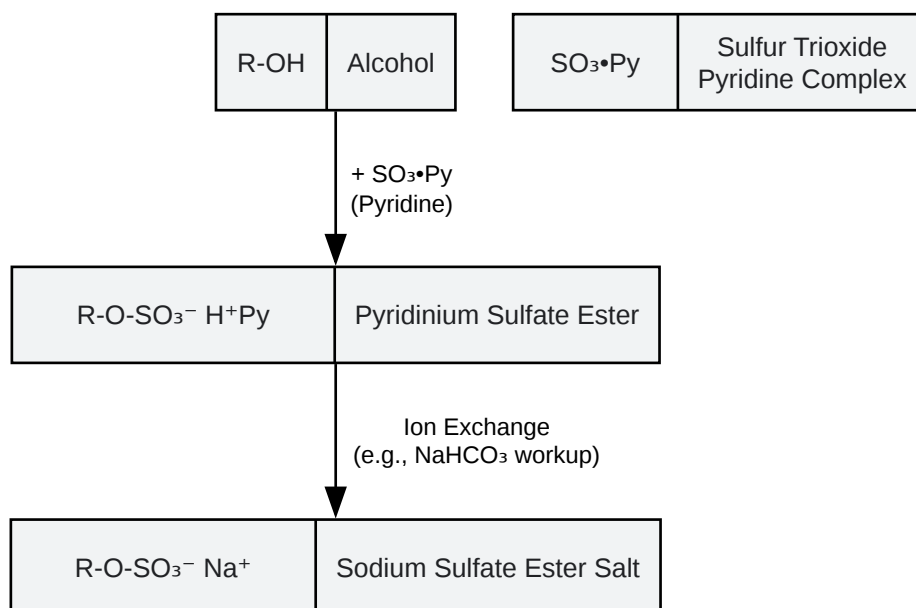 R-OH
Alcohol
SO₃•Py
Sulfur Trioxide
Pyridine Complex
+ SO₃•Py
(Pyridine)
R-O-SO₃⁻ H⁺Py
Pyridinium Sulfate Ester
Ion Exchange
(e.g., NaHCO₃ workup)
R-O-SO₃⁻ Na⁺
Sodium Sulfate Ester Salt